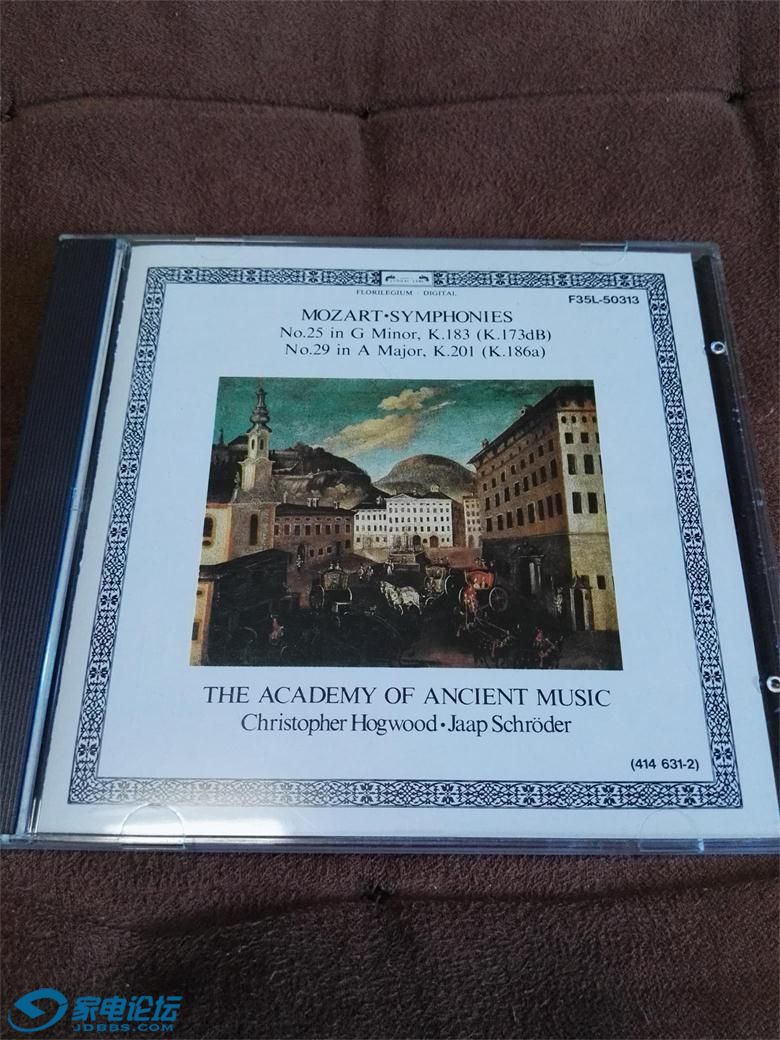 FLORILEGIUM · DIGITAL
F35L-50313
MOZART·SYMPHONIES
No.25 in G Minor, K.183 (K.173dB)
No.29 in A Major, K.201 (K.186a)
THE ACADEMY OF ANCIENT MUSIC
Christopher Hogwood·Jaap Schröder
(414 631-2)
家电论坛
JDBBS.COM